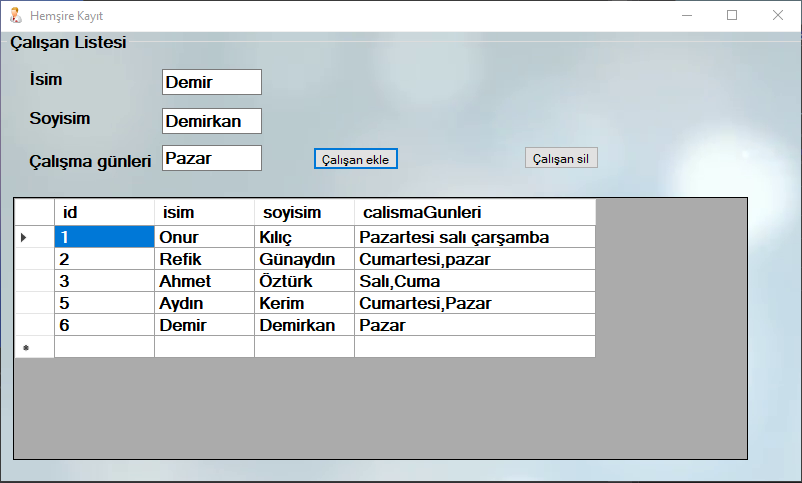 Hemşire Kayıt
Çalışan Listesi
İsim Demir
Soyisim Demirkan
Çalışma günleri Pazar Çalışan ekle Çalışan sil
id isim soyisim calismaGunleri
1 Onur Kılıç Pazartesi salı çarşamba
2 Refik Günaydın Cumartesi,pazar
3 Ahmet Öztürk Salı,Cuma
5 Aydın Kerim Cumartesi,Pazar
6 Demir Demirkan Pazar